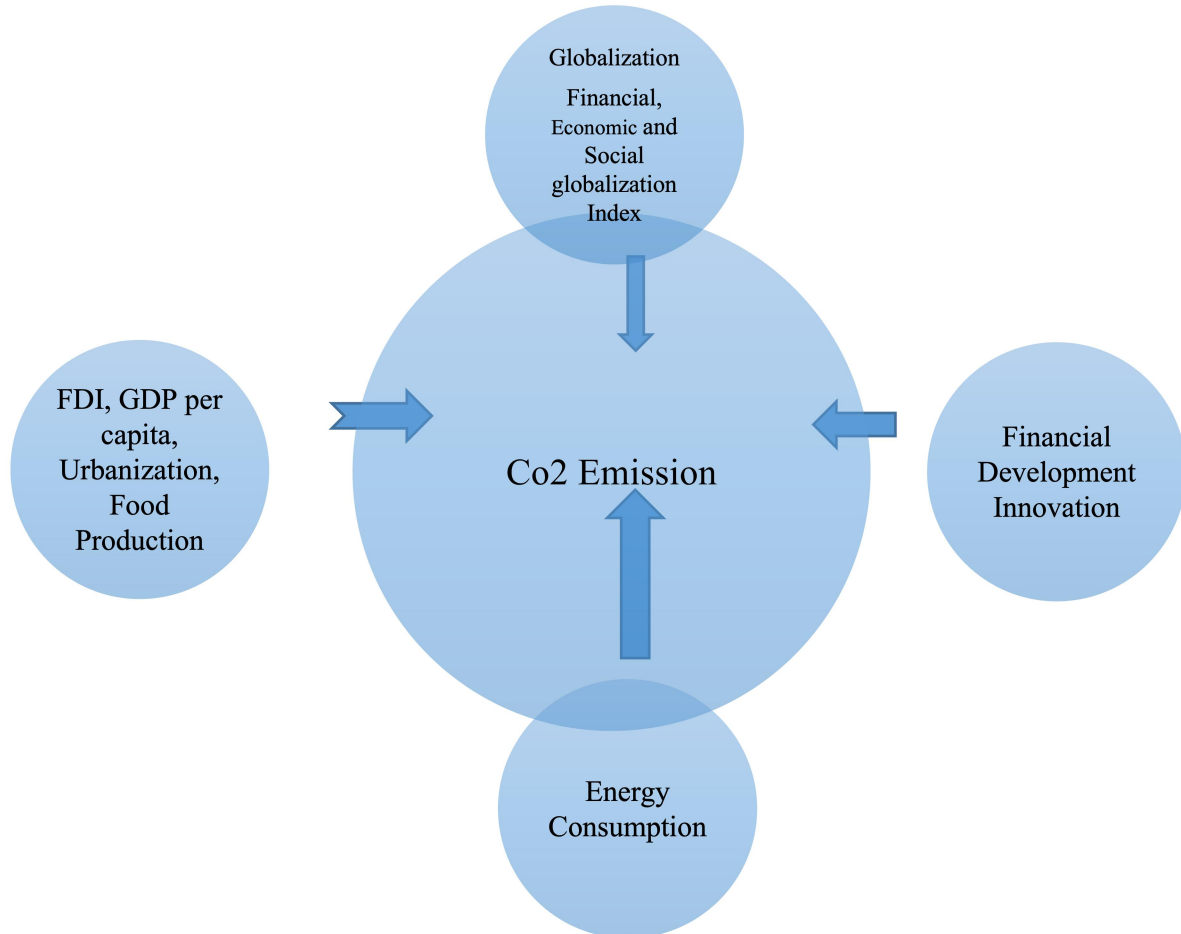 Globalization
Financial,
Economic and
Social
globalization
Index
FDI, GDP per
capita,
Urbanization,
Food
Production
Co2 Emission
Financial
Development
Innovation
Energy
Consumption